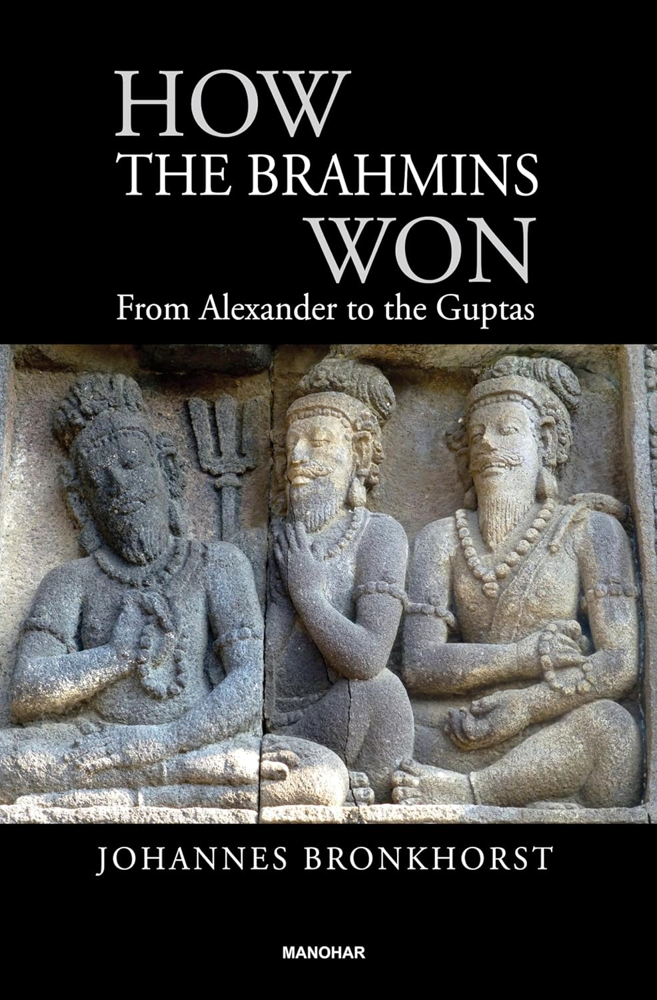 HOW
THE BRAHMINS
WON
From Alexander to the Guptas
JOHANNES BRONKHORST
MANOHAR